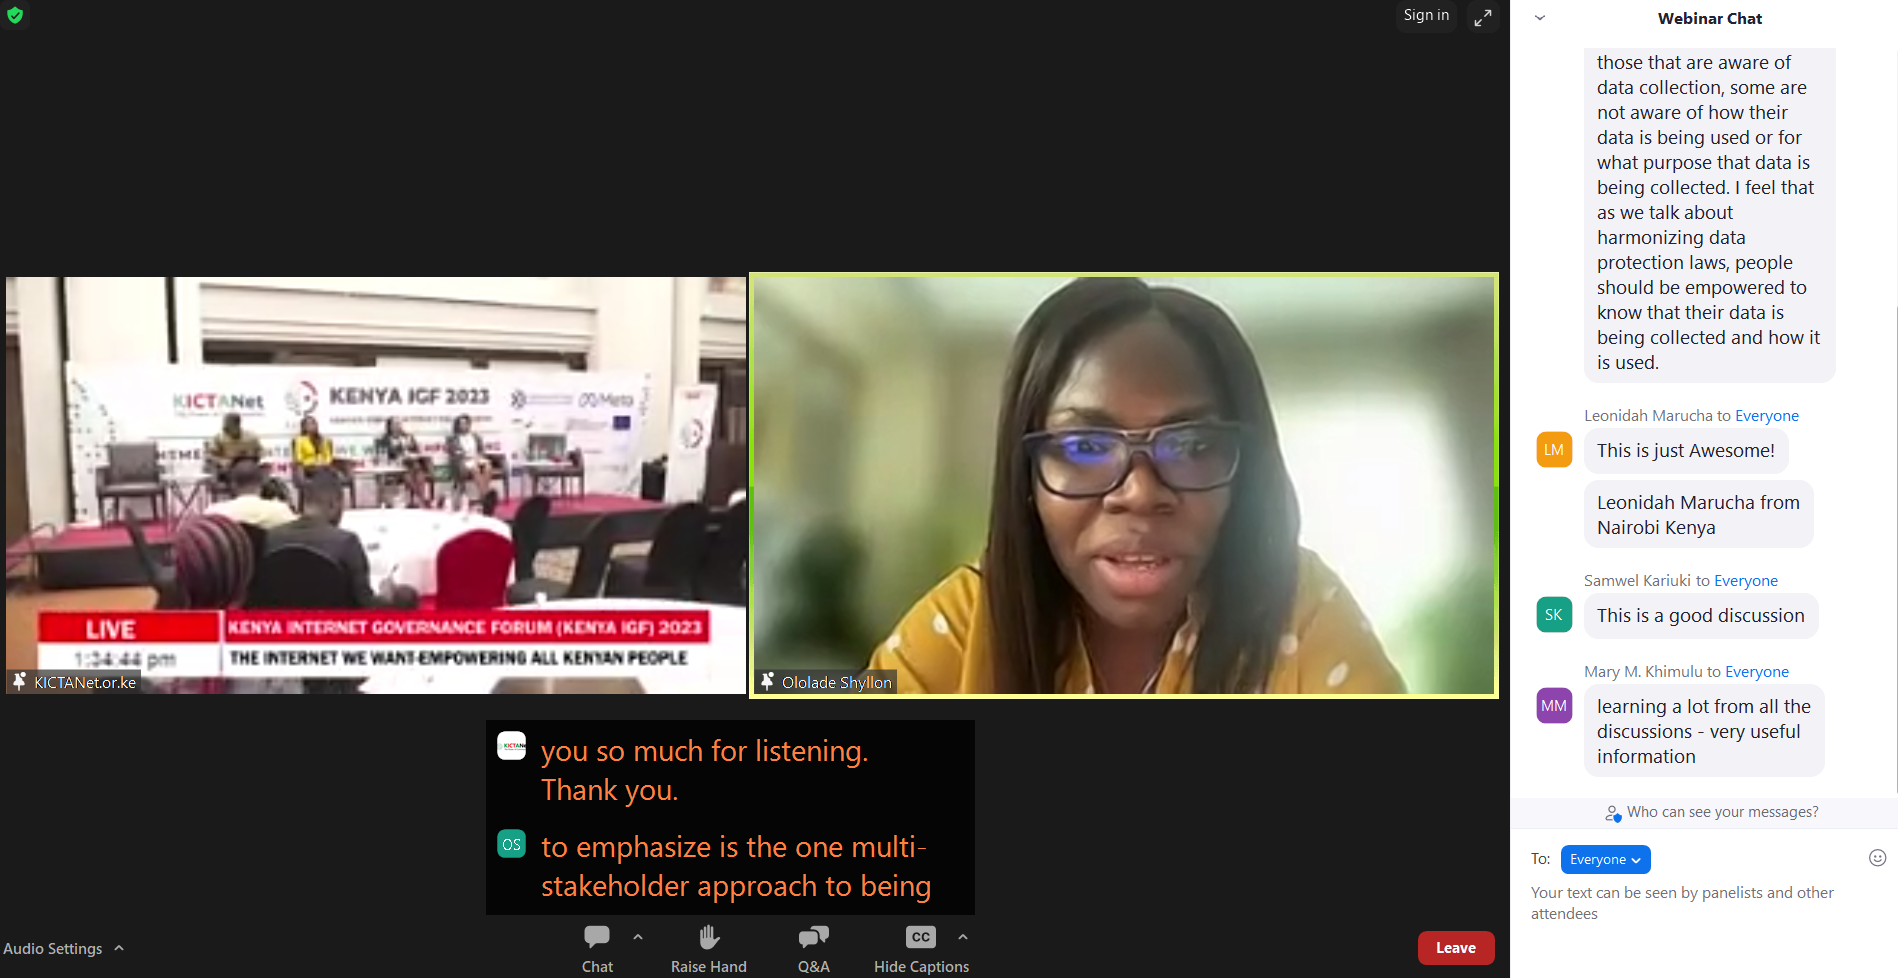 Sign in
KICTANet
KENYA IGF 2023
Meta
LIVE
KENYA INTERNET GOVERNANCE FORUM (KENYA IGF) 2023
THE INTERNET WE WANT-EMPOWERING ALL KENYAN PEOPLE
KICTANet.or.ke
Ololade Shyllon
you so much for listening.
Thank you.
OS
to emphasize is the one multi-
stakeholder approach to being
Audio Settings
Chat
Raise Hand
Q&A
CC
Hide Captions
Leave
Webinar Chat
those that are aware of
data collection, some are
not aware of how their
data is being used or for
what purpose that data is
being collected. I feel that
as we talk about
harmonizing data
protection laws, people
should be empowered to
know that their data is
being collected and how it
is used.
Leonidah Marucha to Everyone
LM
This is just Awesome!
Leonidah Marucha from
Nairobi Kenya
Samwel Kariuki to Everyone
SK
This is a good discussion
Mary M. Khimulu to Everyone
MM
learning a lot from all the
discussions - very useful
information
Who can see your messages?
To: Everyone
Your text can be seen by panelists and other
attendees